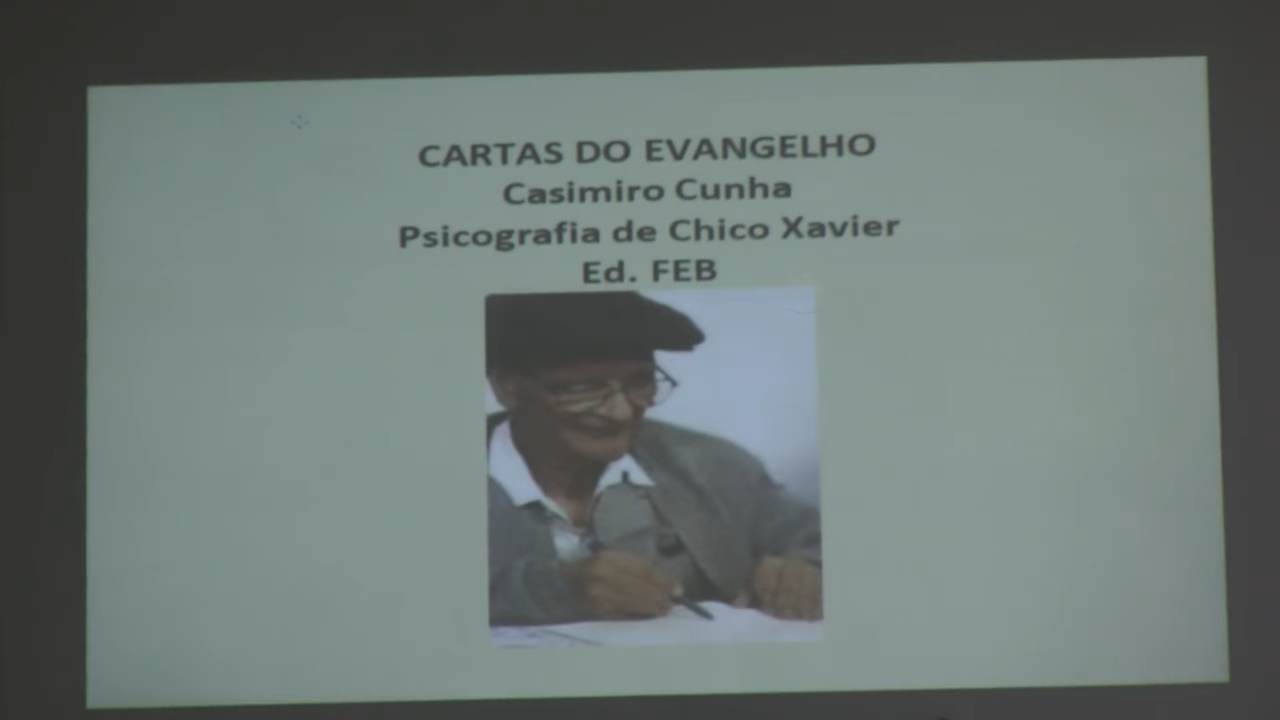 CARTAS DO EVANGELHO
Casimiro Cunha
Psicografia de Chico Xavier
Ed. FEB